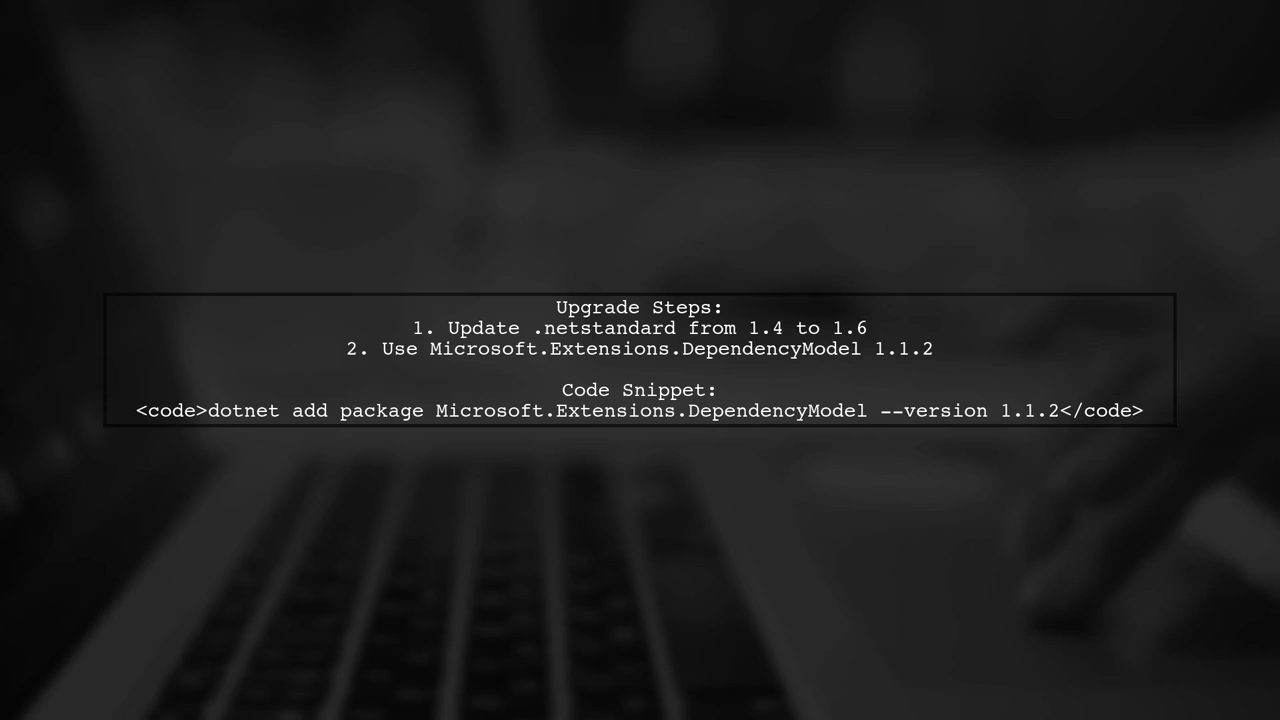 Upgrade Steps:
1. Update .netstandard from 1.4 to 1.6
2. Use Microsoft.Extensions.DependencyModel 1.1.2
Code Snippet:
<code>dotnet add package Microsoft.Extensions.DependencyModel --version 1.1.2</code>